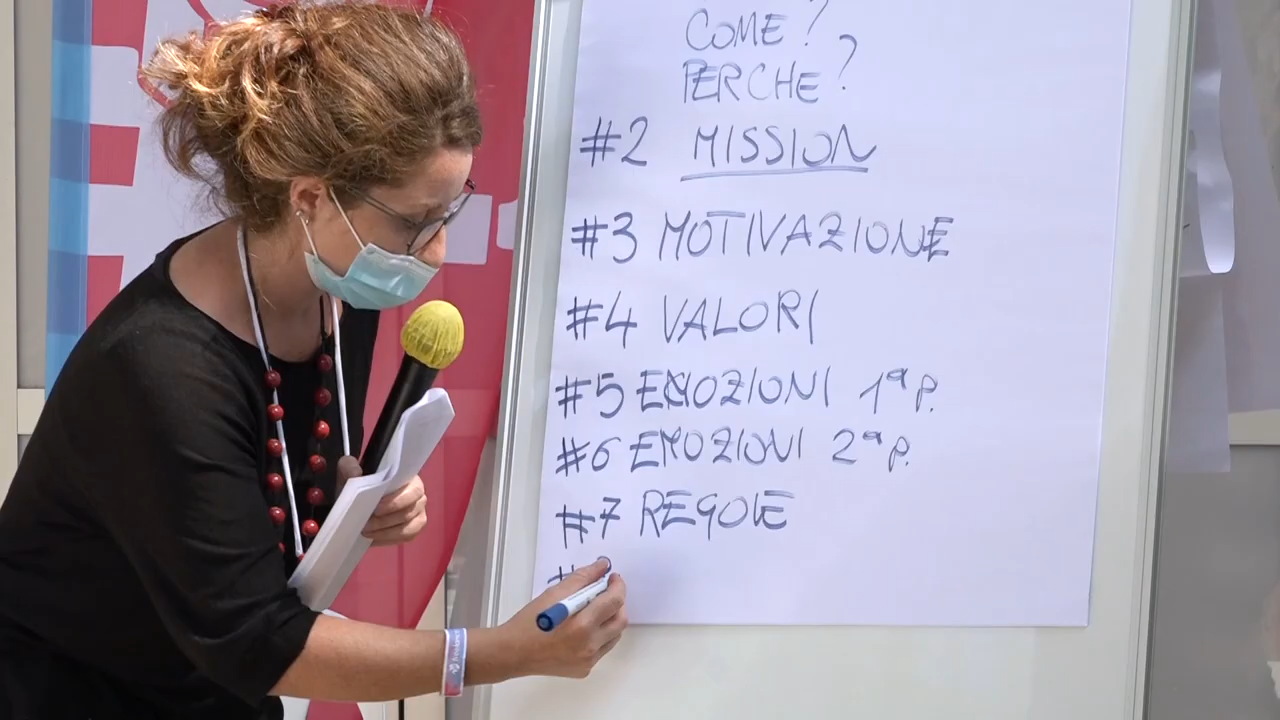 COME?
PERCHE?
#2 MISSION
#3 MOTIVAZIONE
#4 VALORI
#5 EMOZIONI 1ª P.
#6 EMOZIONI 2ª P.
#7 REGOLE
#